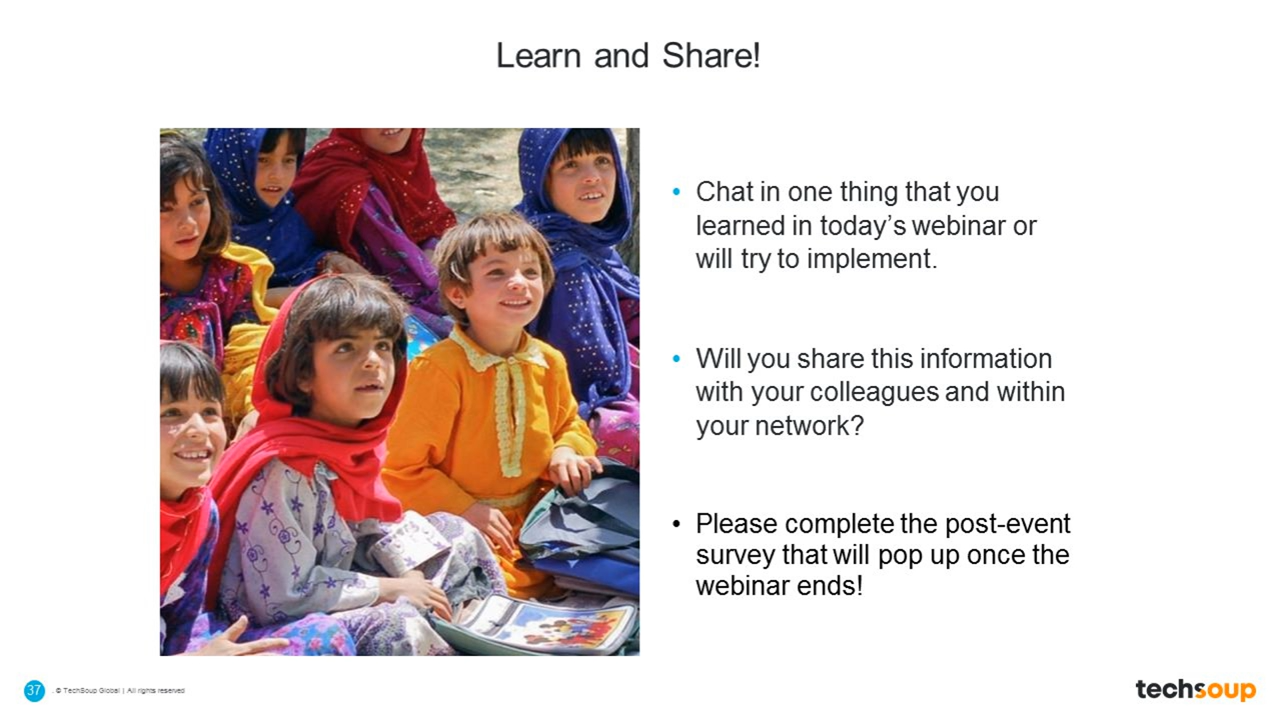 Learn and Share!
• Chat in one thing that you
learned in today’s webinar or
will try to implement.
• Will you share this information
with your colleagues and within
your network?
• Please complete the post-event
survey that will pop up once the
webinar ends!
37 . © TechSoup Global | All rights reserved
techsoup